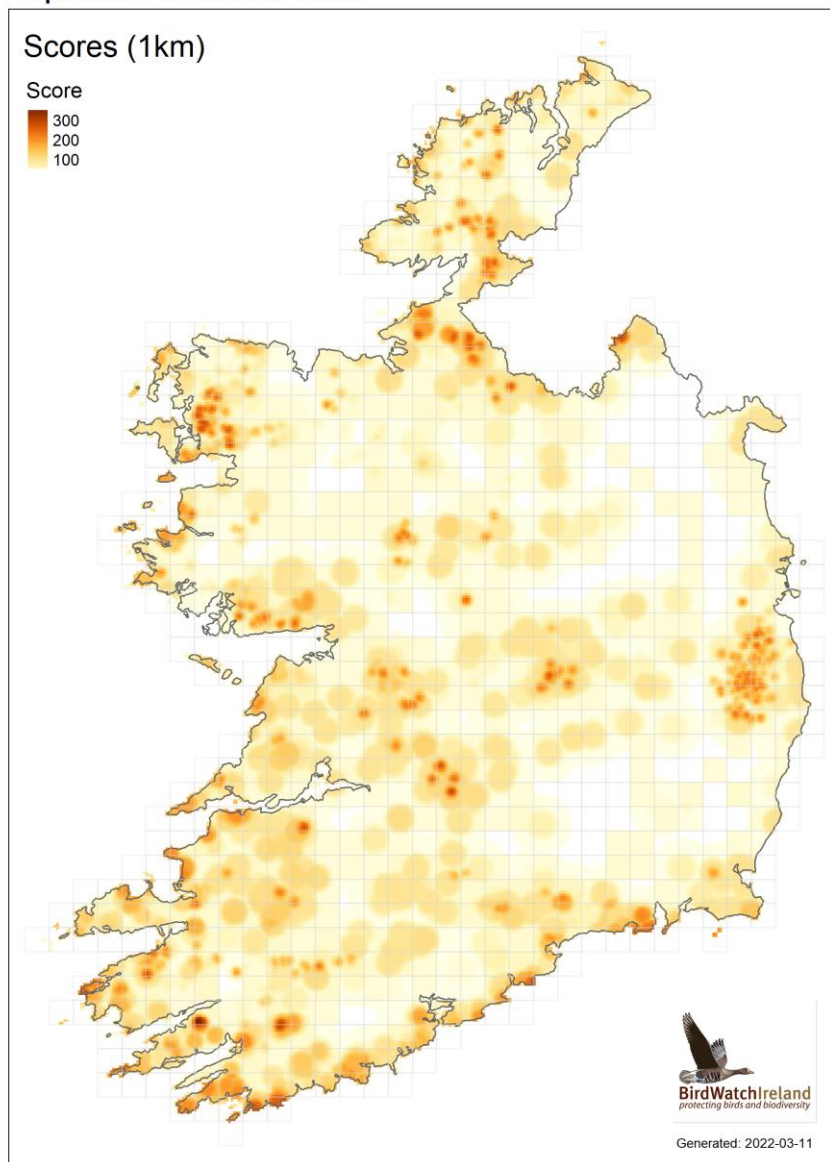 Scores (1km)
Score
300
200
100
BirdWatchIreland
protecting birds and biodiversity
Generated: 2022-03-11